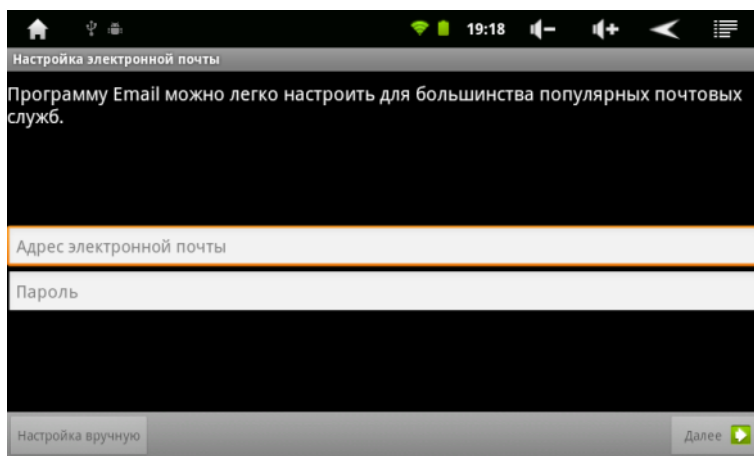 19:18
Настройка электронной почты
Программу Email можно легко настроить для большинства популярных почтовых
служб.
Адрес электронной почты
Пароль
Настройка вручную
Далее